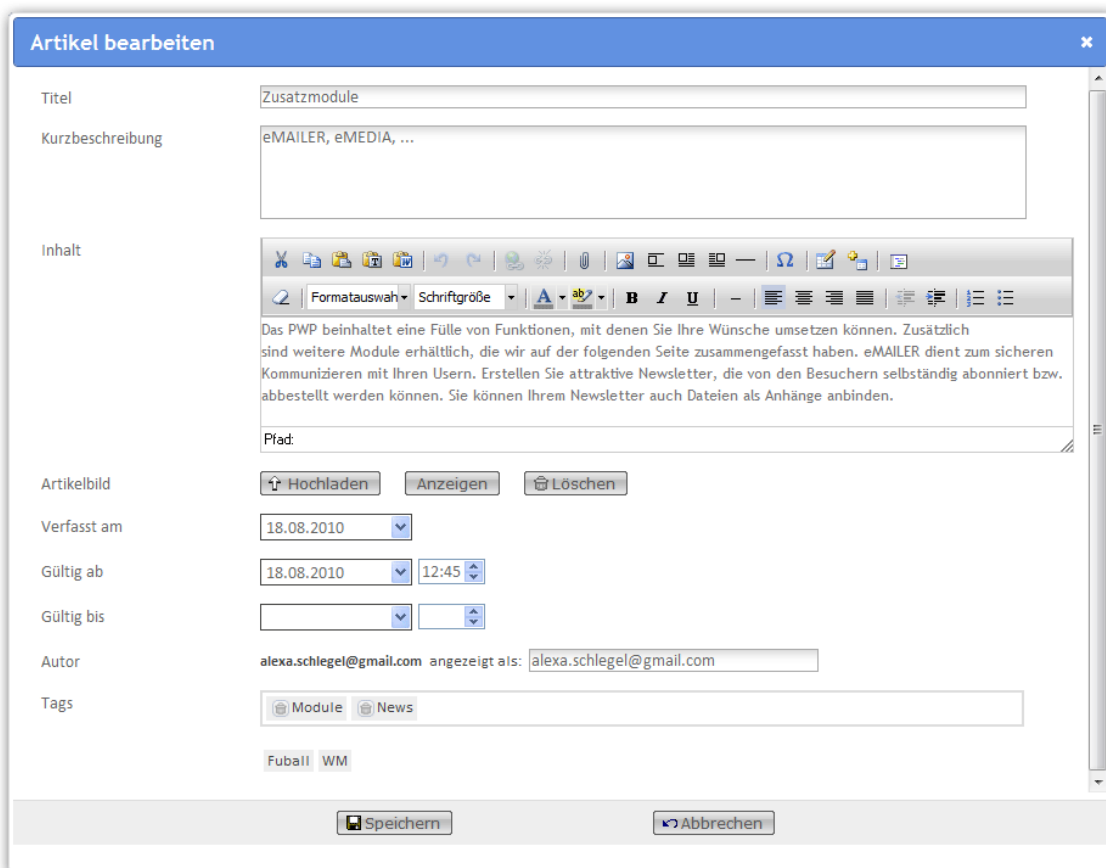 Artikel bearbeiten
Titel
Zusatzmodule
Kurzbeschreibung
eMAILER, eMEDIA, ...
Inhalt
Formatauswah Schriftgröße
Das PWP beinhaltet eine Fülle von Funktionen, mit denen Sie Ihre Wünsche umsetzen können. Zusätzlich
sind weitere Module erhältlich, die wir auf der folgenden Seite zusammengefasst haben. eMAILER dient zum sicheren
Kommunizieren mit Ihren Usern. Erstellen Sie attraktive Newsletter, die von den Besuchern selbständig abonniert bzw.
abbestellt werden können. Sie können Ihrem Newsletter auch Dateien als Anhänge anbinden.
Pfad:
Artikelbild Hochladen Anzeigen Löschen
Verfasst am 18.08.2010
Gültig ab 18.08.2010 12:45
Gültig bis
Autor alexa.schlegel@gmail.com angezeigt als: alexa.schlegel@gmail.com
Tags Module News
Fuball WM
Speichern Abbrechen